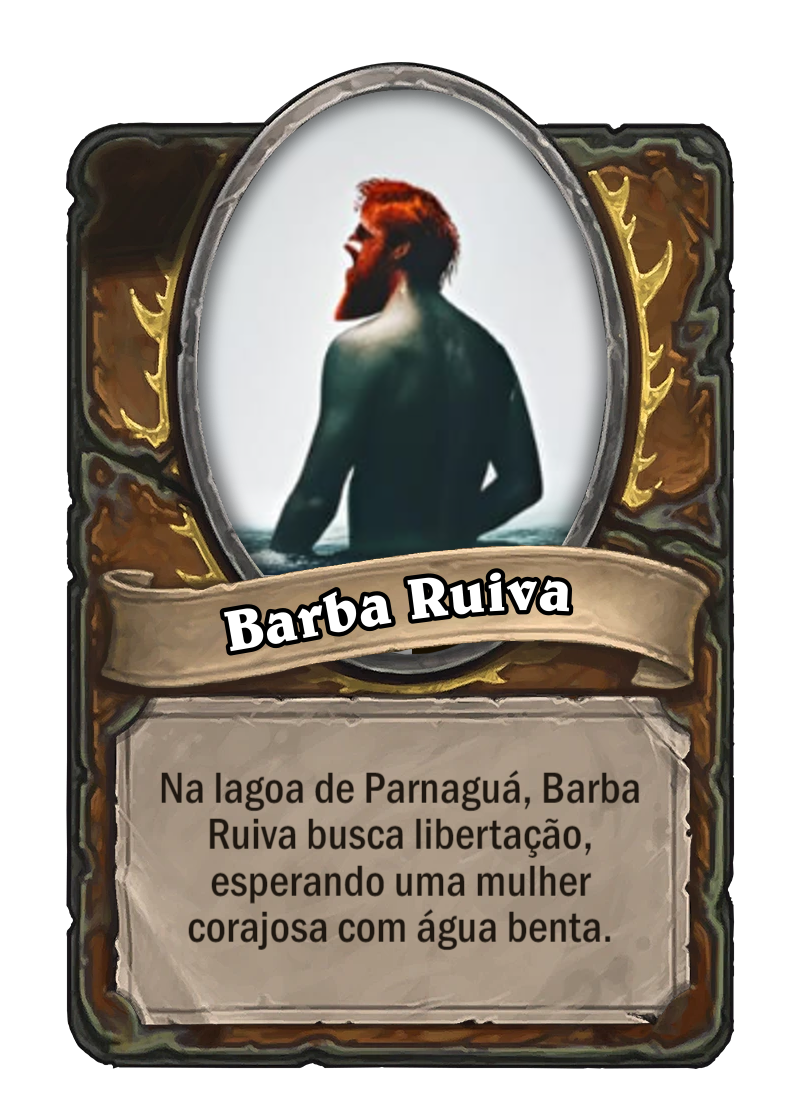 Barba Ruiva
Na lagoa de Parnaguá, Barba
Ruiva busca libertação,
esperando uma mulher
corajosa com água benta.